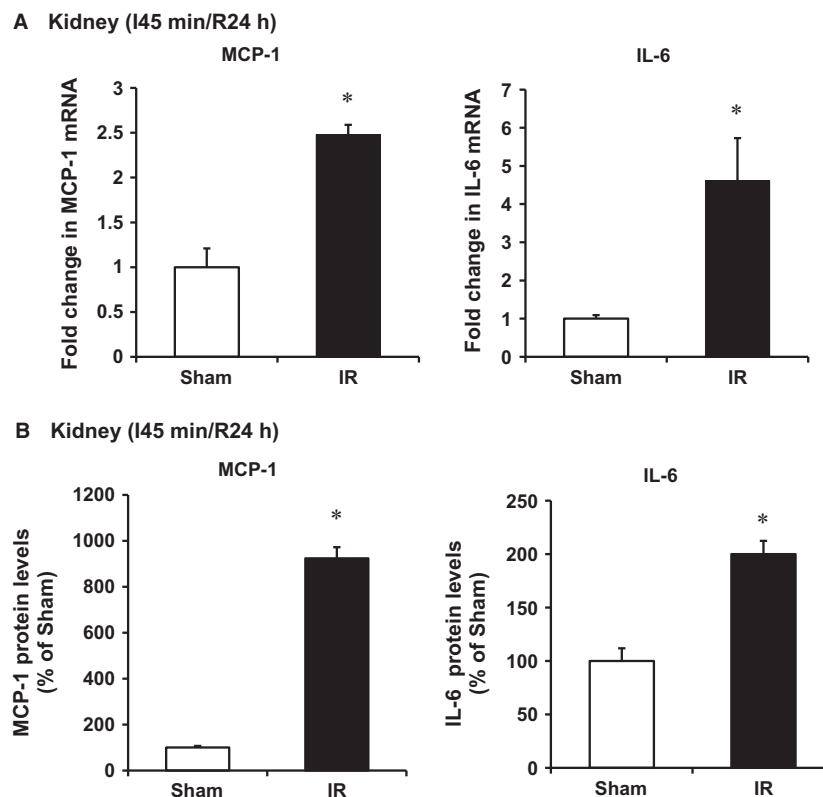 A Kidney (I45 min/R24 h)
MCP-1
Fold change in MCP-1 mRNA
3
2.5
2
1.5
1
0.5
0
*
Sham IR
IL-6
Fold change in IL-6 mRNA
7
6
5
4
3
2
1
0
*
Sham IR
B Kidney (I45 min/R24 h)
MCP-1
MCP-1 protein levels
(% of Sham)
1200
1000
800
600
400
200
0
*
Sham IR
IL-6
IL-6 protein levels
(% of Sham)
250
200
150
100
50
0
*
Sham IR